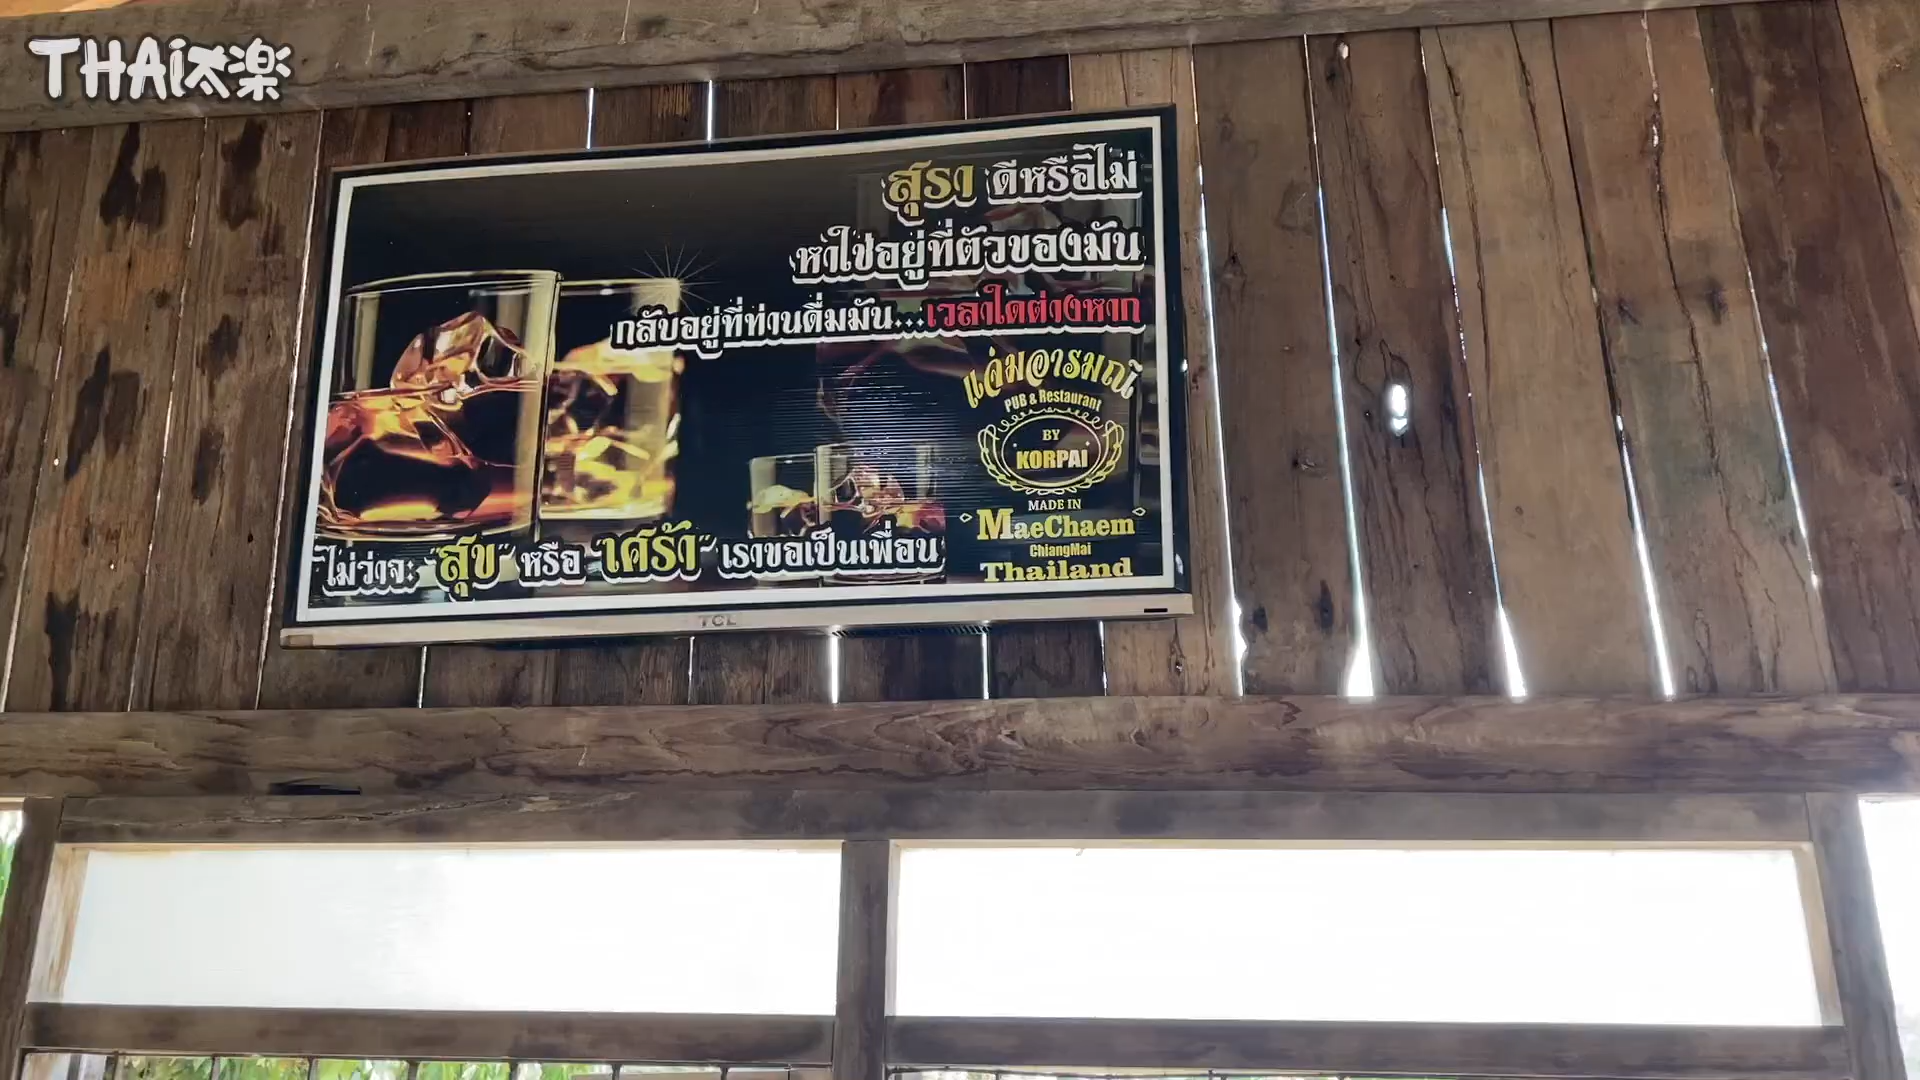 THAi太楽
สุรา ดีหรือไม่
หาใช่อยู่ที่ตัวของมัน
กลับอยู่ที่ท่านดื่มมัน...เวลาใดต่างหาก
แจ่มอารมณ์
PUB & Restaurant
BY
KORPAI
MADE IN
MaeChaem
ChiangMai
Thailand
ไม่ว่าจะ "สุข" หรือ "เศร้า" เราขอเป็นเพื่อน
TCL